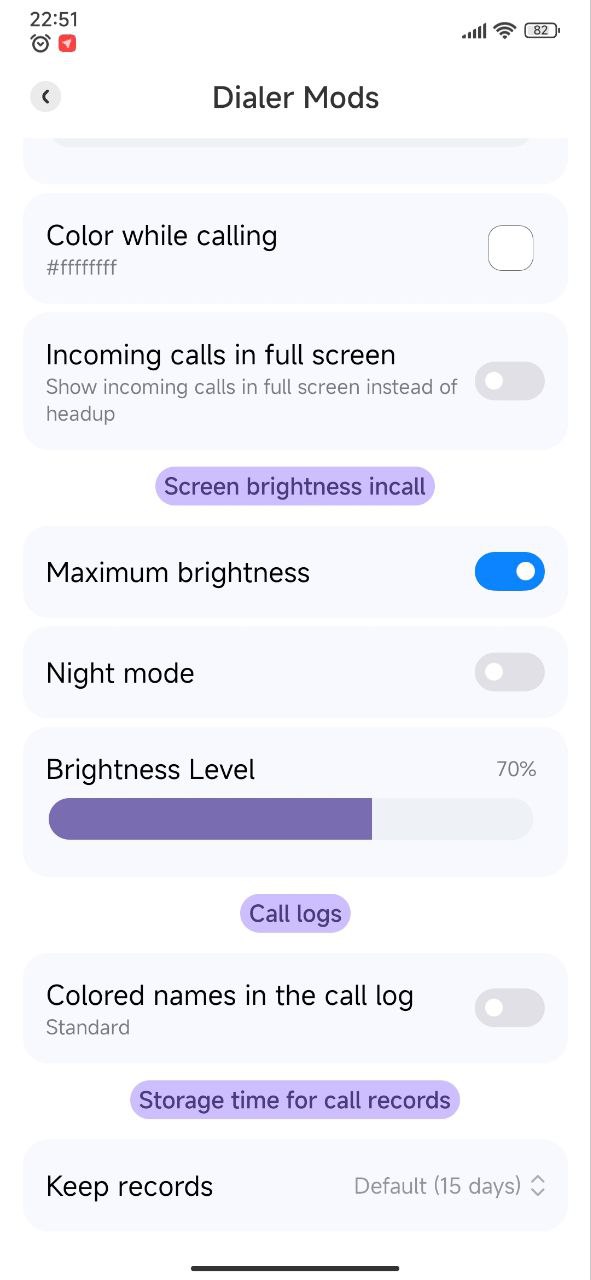 22:51
82
Dialer Mods
Color while calling
#ffffffff
Incoming calls in full screen
Show incoming calls in full screen instead of
headup
Screen brightness incall
Maximum brightness
Night mode
Brightness Level
70%
Call logs
Colored names in the call log
Standard
Storage time for call records
Keep records
Default (15 days)